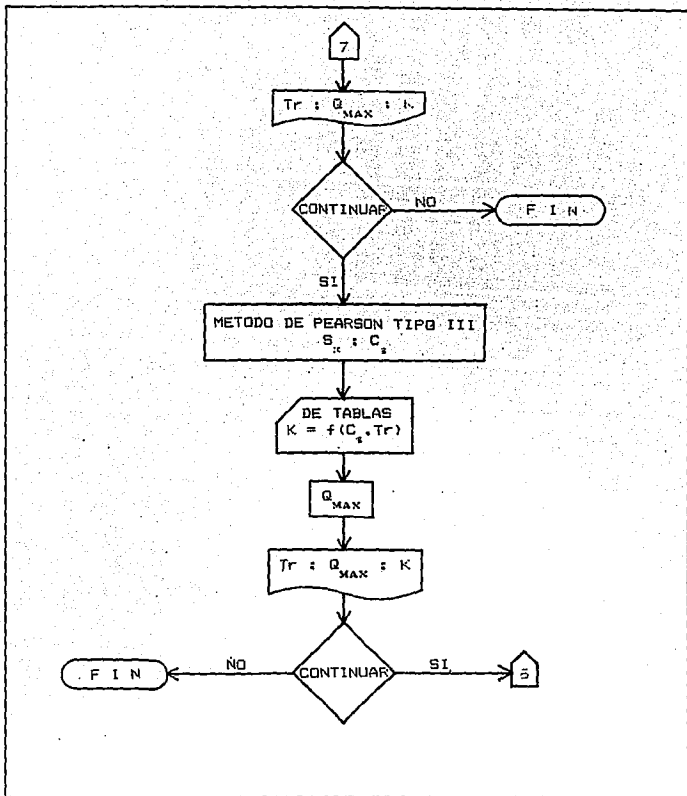 7
Tr : Q MAX : K
CONTINUAR
NO
F I N
SI
METODO DE PEARSON TIPO III
S x : C s
DE TABLAS
K = f(C s, Tr)
Q MAX
Tr : Q MAX : K
F I N
NO
CONTINUAR
SI